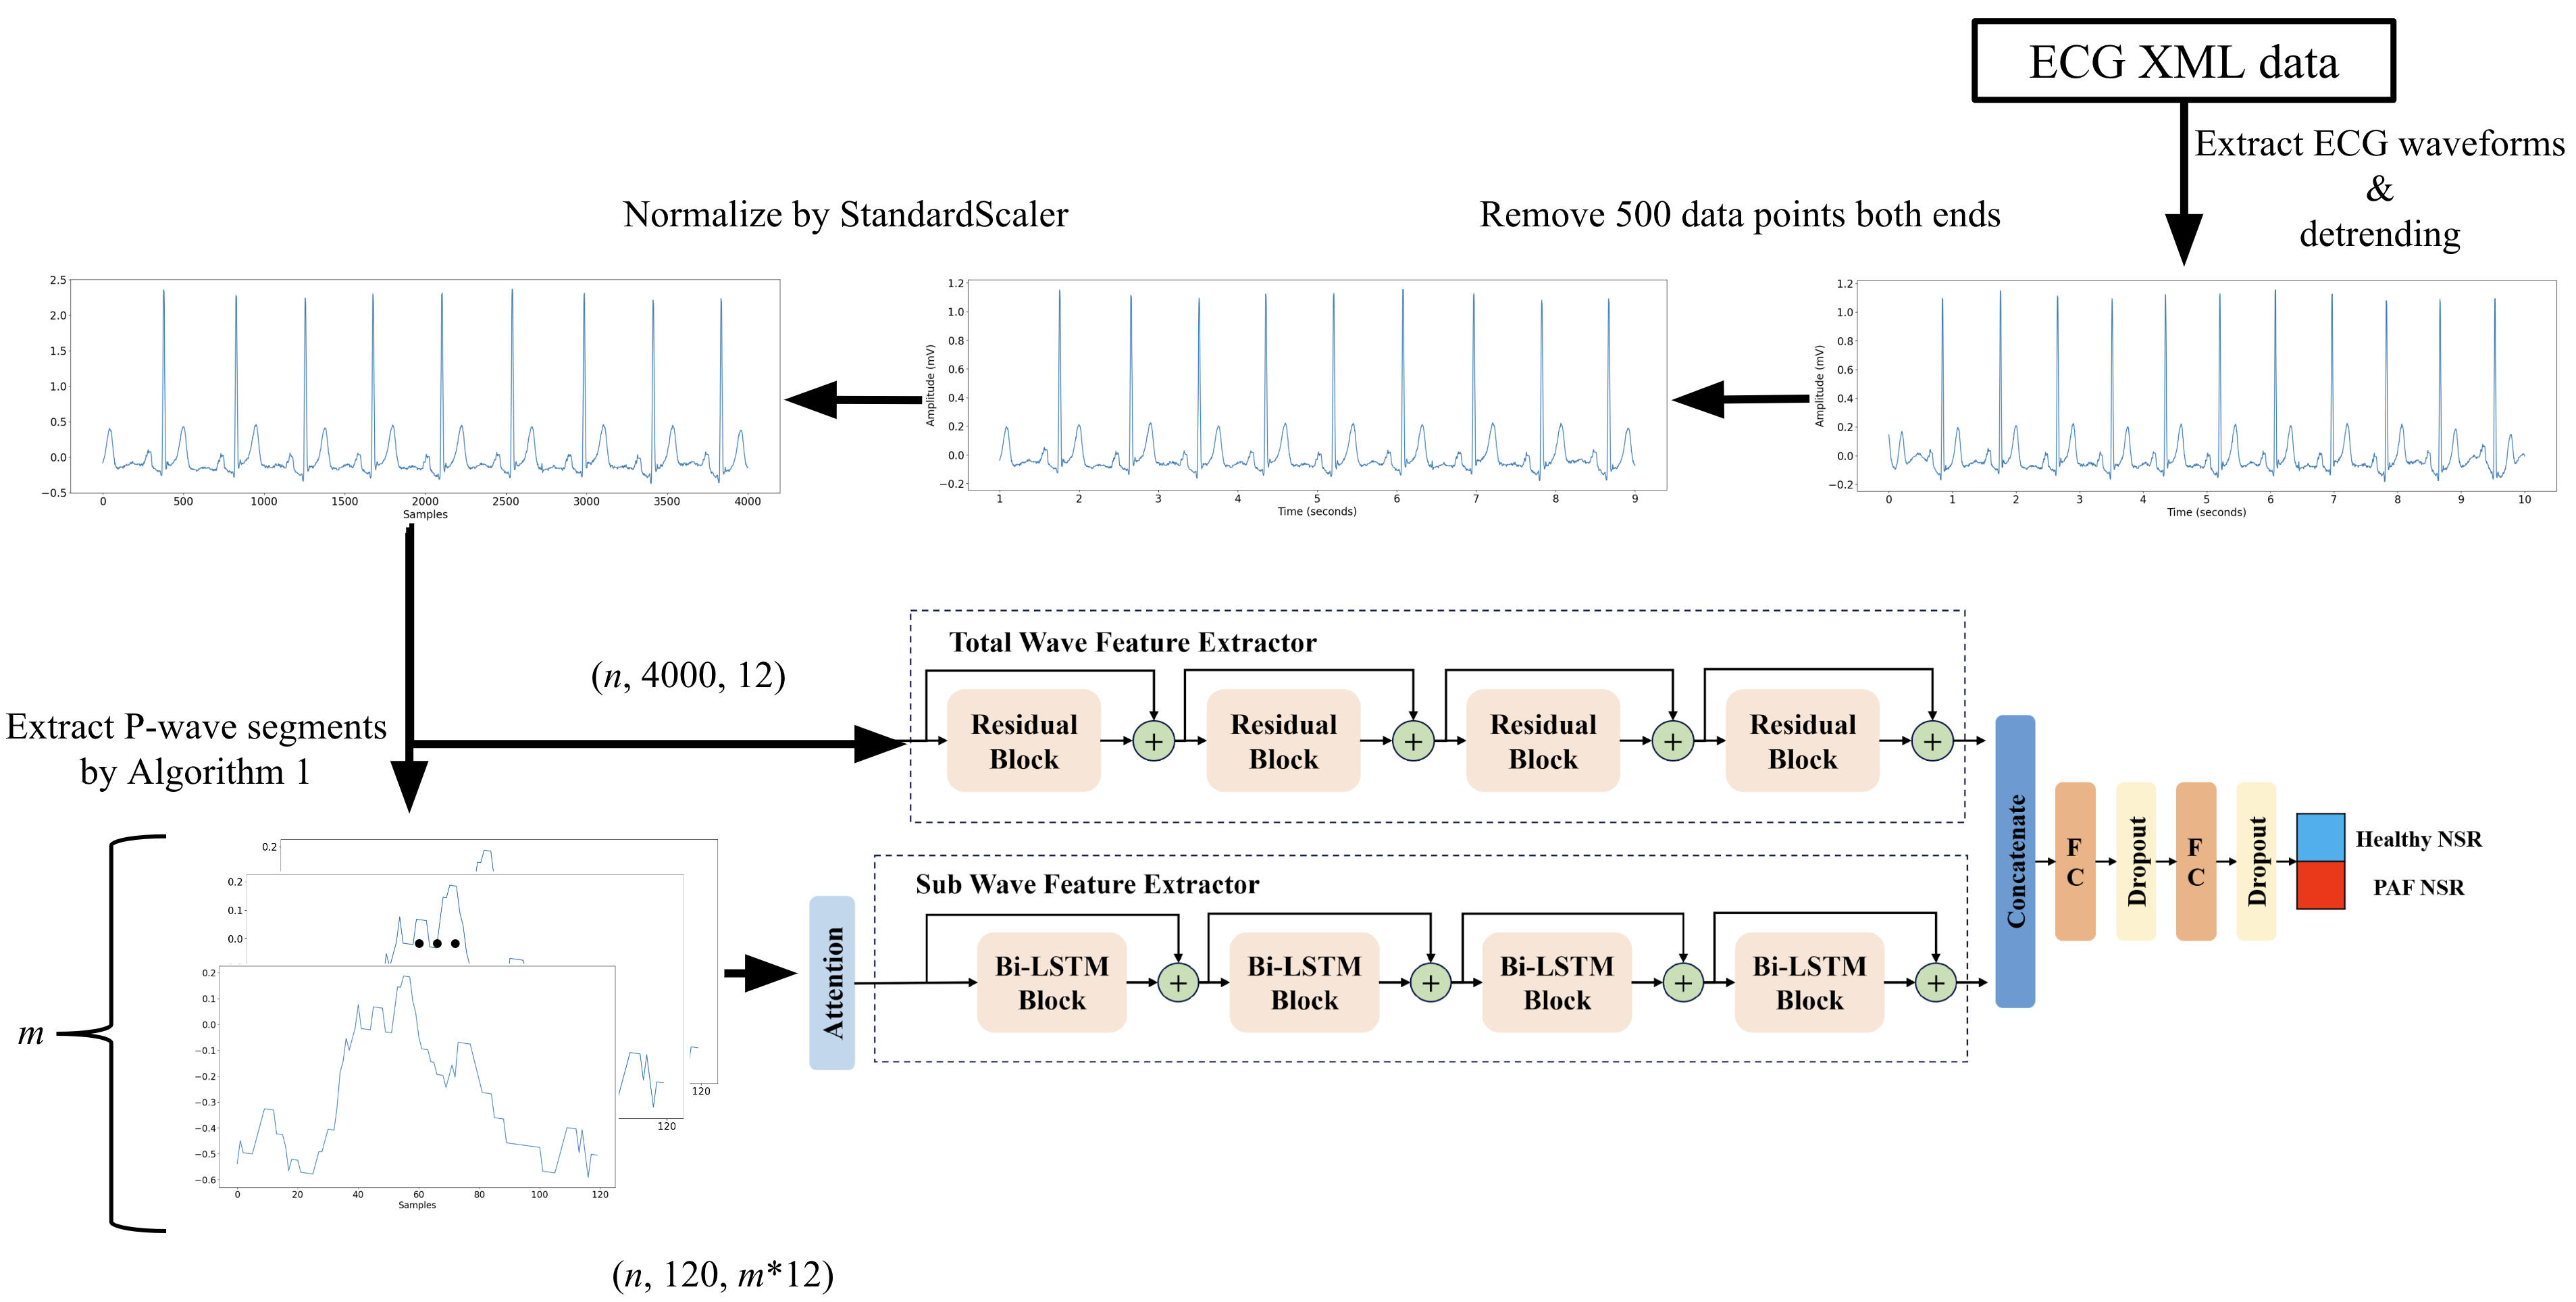 ECG XML data
Extract ECG waveforms
&
detrending
Remove 500 data points both ends
Normalize by StandardScaler
2.5
2.0
1.5
1.0
0.5
0.0
−0.5
0 500 1000 1500 2000 2500 3000 3500 4000
Samples
1.2
1.0
0.8
0.6
0.4
0.2
0.0
−0.2
Amplitude (mV)
1 2 3 4 5 6 7 8 9
Time (seconds)
1.2
1.0
0.8
0.6
0.4
0.2
0.0
−0.2
Amplitude (mV)
0 1 2 3 4 5 6 7 8 9 10
Time (seconds)
(n, 4000, 12)
Extract P-wave segments
by Algorithm 1
Total Wave Feature Extractor
Residual
Block
+
Residual
Block
+
Residual
Block
+
Residual
Block
+
m
0.2
120
0.2
0.1
0.0
120
0.2
0.1
0.0
−0.1
−0.2
−0.3
−0.4
−0.5
−0.6
0 20 40 60 80 100 120
Samples
(n, 120, m*12)
Attention
Sub Wave Feature Extractor
Bi-LSTM
Block
+
Bi-LSTM
Block
+
Bi-LSTM
Block
+
Bi-LSTM
Block
+
Concatenate
F
C
Dropout
F
C
Dropout
Healthy NSR
PAF NSR